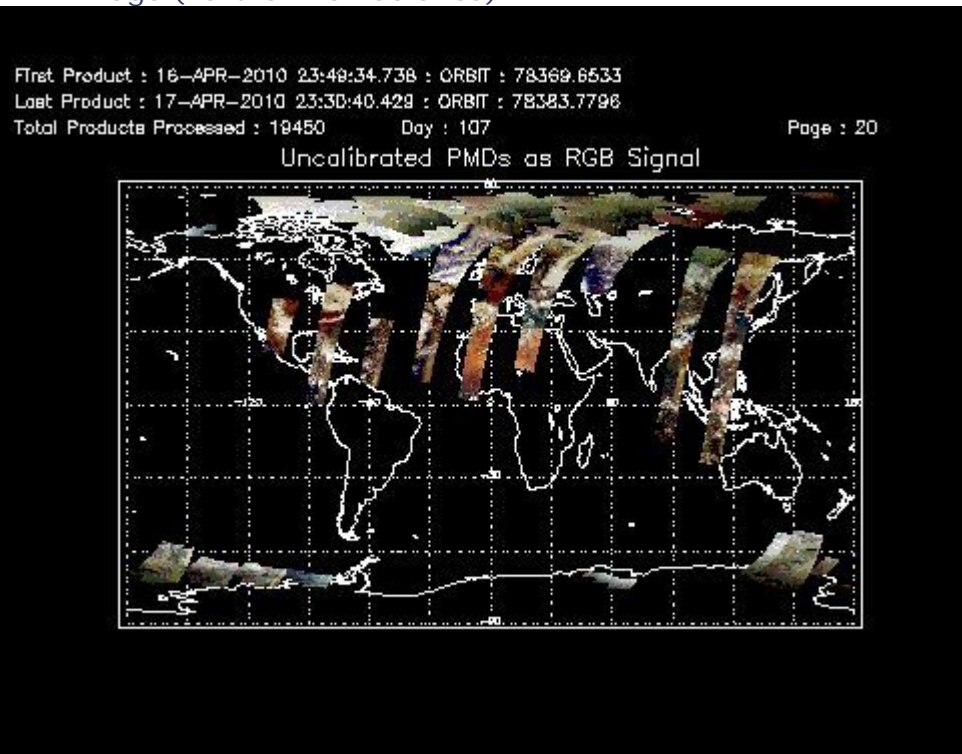 First Product : 16-APR-2010 23:49:34.738 : ORBIT : 78369.6533
Last Product : 17-APR-2010 23:30:40.429 : ORBIT : 78383.7796
Total Products Processed : 19450 Day : 107 Page : 20
Uncalibrated PMDs as RGB Signal